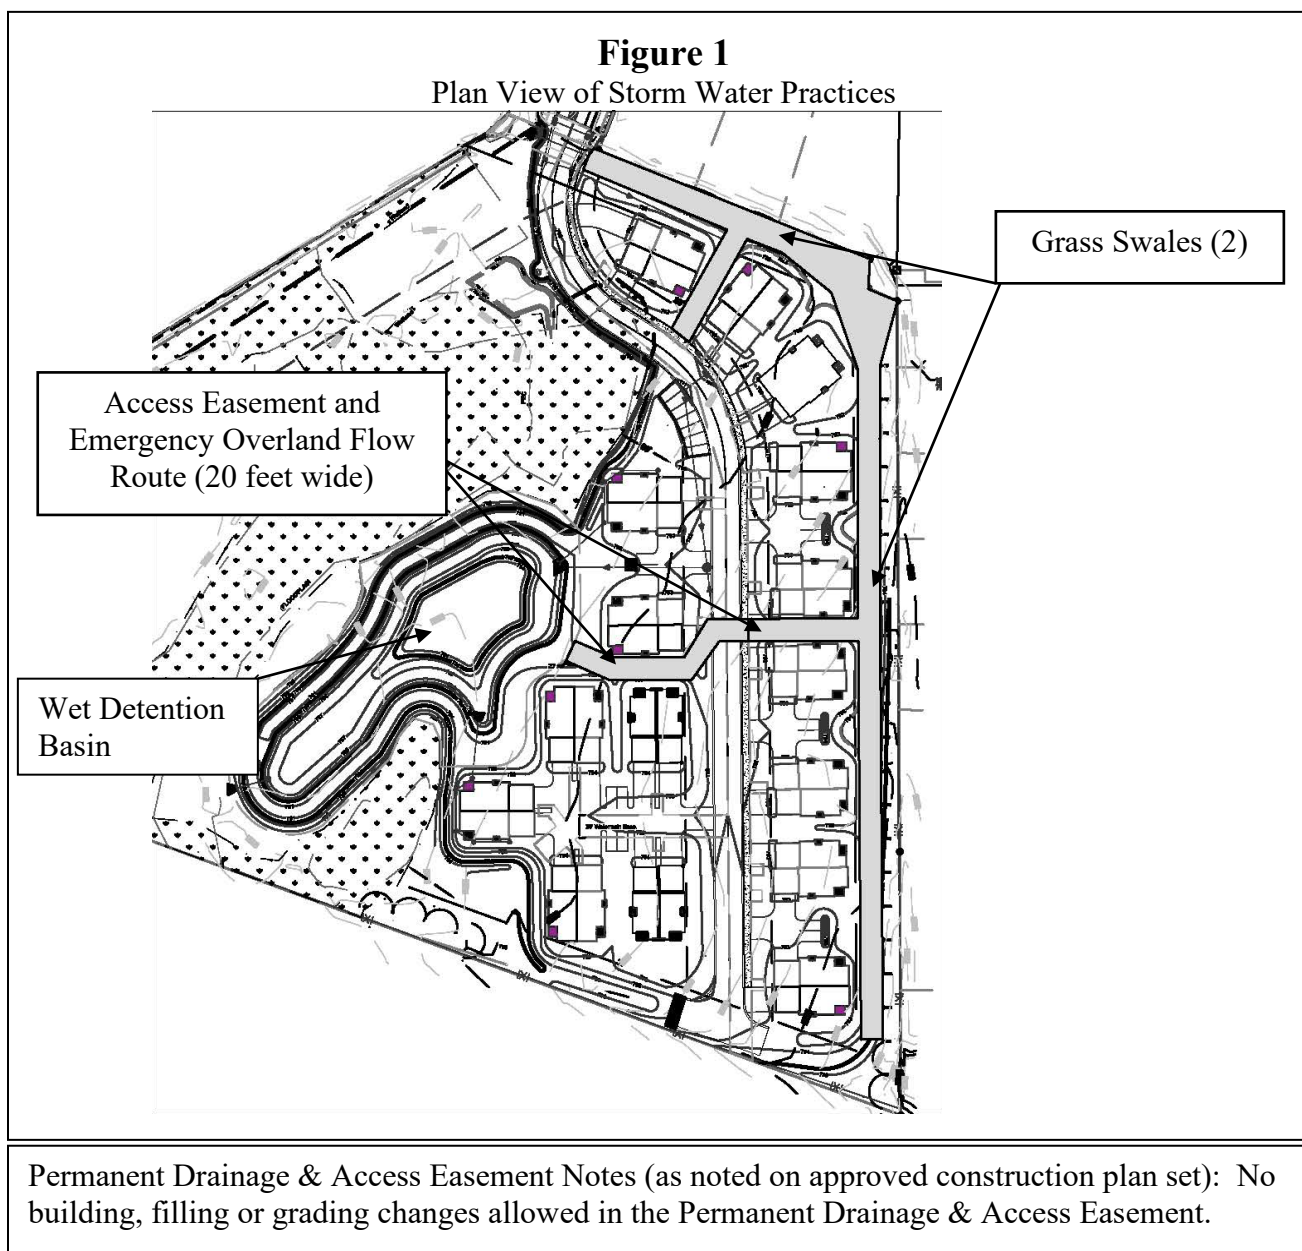 Figure 1
Plan View of Storm Water Practices
Grass Swales (2)
Access Easement and
Emergency Overland Flow
Route (20 feet wide)
Wet Detention
Basin
Permanent Drainage & Access Easement Notes (as noted on approved construction plan set):  No
building, filling or grading changes allowed in the Permanent Drainage & Access Easement.